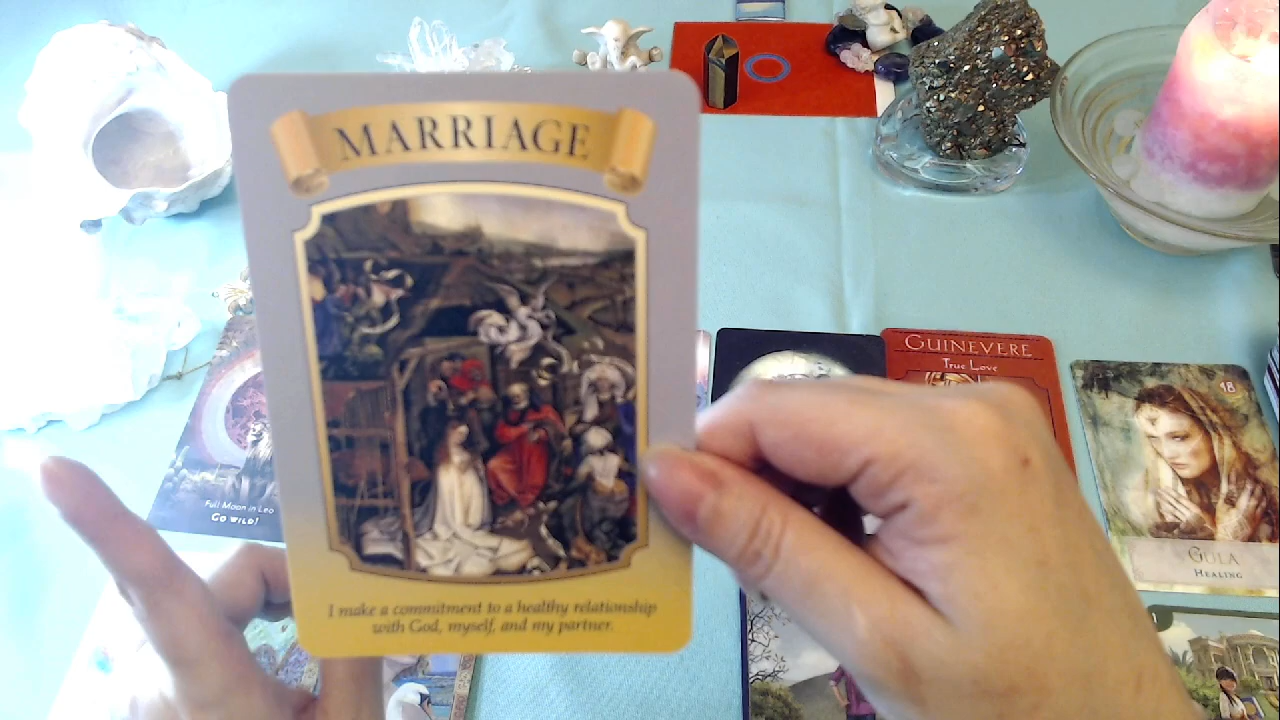 MARRIAGE
I make a commitment to a healthy relationship
with God, myself, and my partner.
GUINEVERE
True Love
18
Full Moon in Leo
GO WILD!
GULA
HEALING